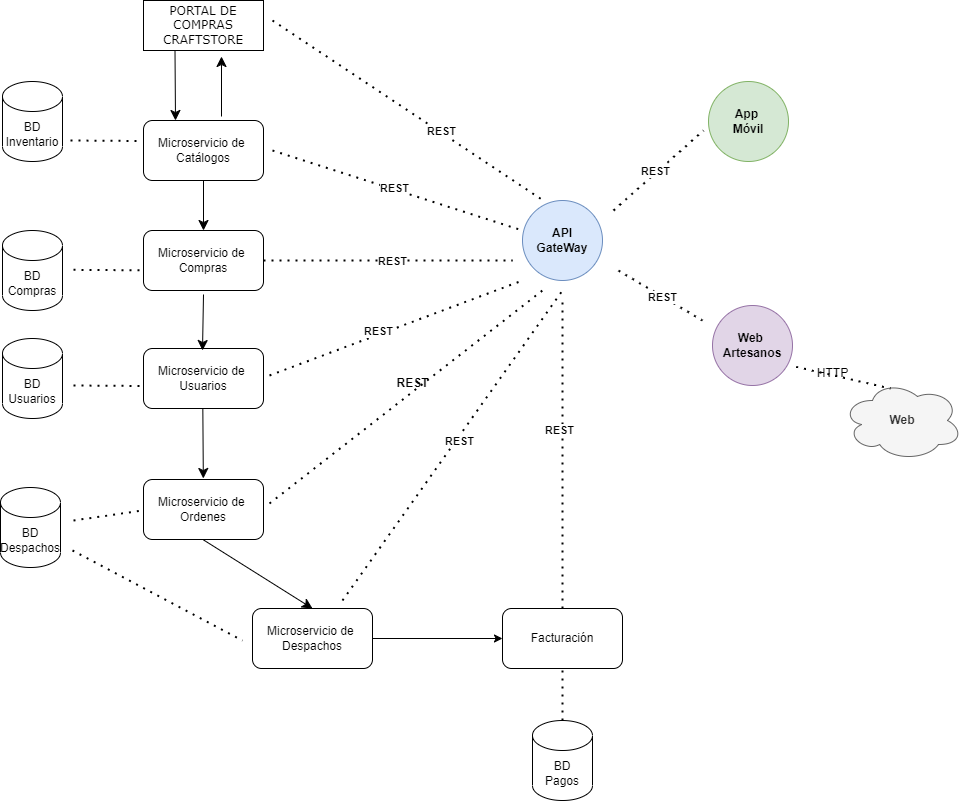 PORTAL DE
COMPRAS
CRAFTSTORE
BD
Inventario
Microservicio de
Catálogos
REST
REST
App
Móvil
REST
API
GateWay
BD
Compras
Microservicio de
Compras
REST
REST
Web
Artesanos
HTTP
Web
BD
Usuarios
Microservicio de
Usuarios
REST
REST
REST
REST
BD
Despachos
Microservicio de
Ordenes
Microservicio de
Despachos
Facturación
BD
Pagos